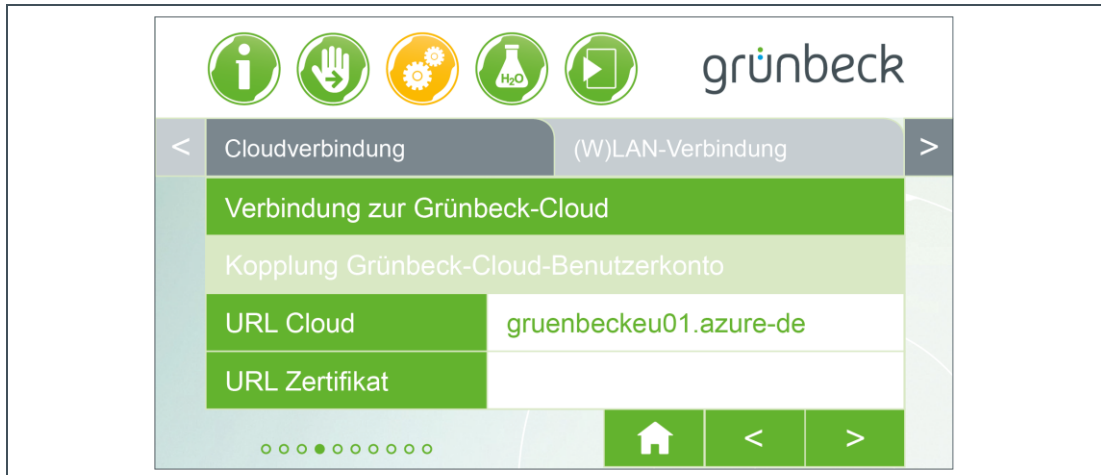 H₂O
grünbeck
< Cloudverbindung (W)LAN-Verbindung >
Verbindung zur Grünbeck-Cloud
Kopplung Grünbeck-Cloud-Benutzerkonto
URL Cloud gruenbeckeu01.azure-de
URL Zertifikat
< >